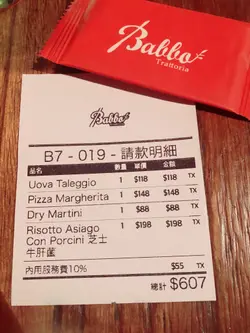 Babbo
Trattoria
Babbo
B7 - 019 - 請款明細
品名 數量 單價 金額
Uova Taleggio 1 $118 $118 TX
Pizza Margherita 1 $148 $148 TX
Dry Martini 1 $88 $88 TX
Risotto Asiago 1 $198 $198 TX
Con Porcini 芝士
牛肝菌
內用服務費10% $55 TX
總計 $607